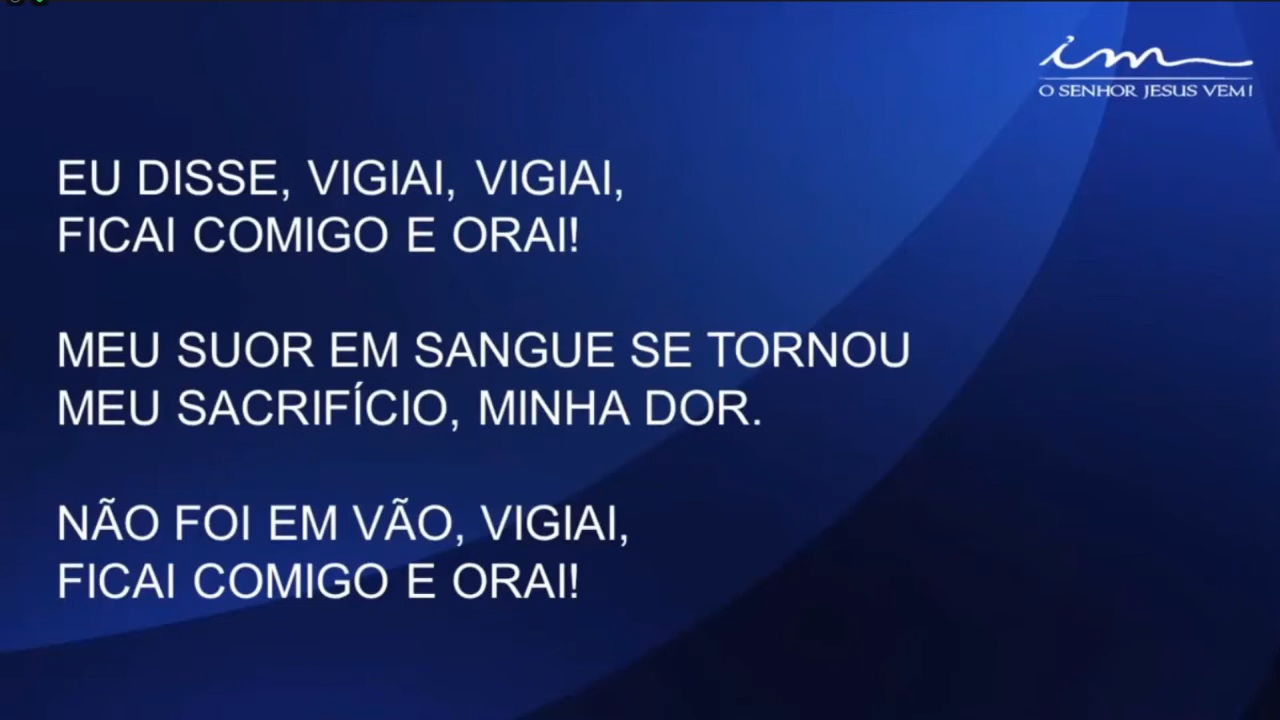 im
O SENHOR JESUS VEM!
EU DISSE, VIGIAI, VIGIAI,
FICAI COMIGO E ORAI!
MEU SUOR EM SANGUE SE TORNOU
MEU SACRIFÍCIO, MINHA DOR.
NÃO FOI EM VÃO, VIGIAI,
FICAI COMIGO E ORAI!